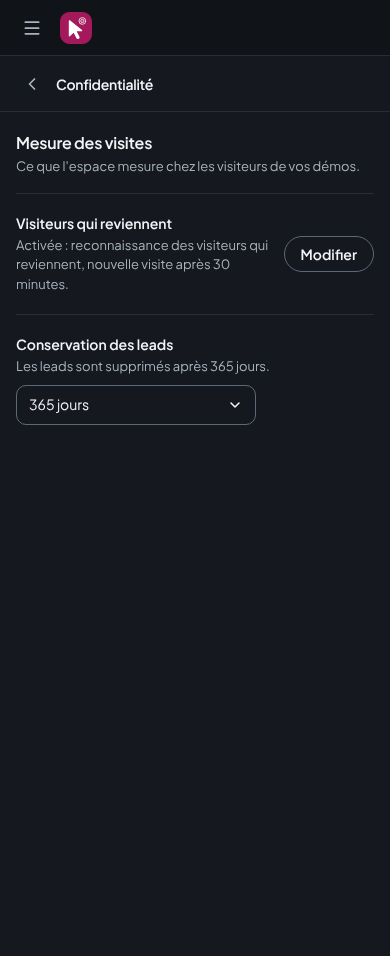 Confidentialité
Mesure des visites
Ce que l'espace mesure chez les visiteurs de vos démos.
Visiteurs qui reviennent
Activée : reconnaissance des visiteurs qui
reviennent, nouvelle visite après 30
minutes.
Modifier
Conservation des leads
Les leads sont supprimés après 365 jours.
365 jours